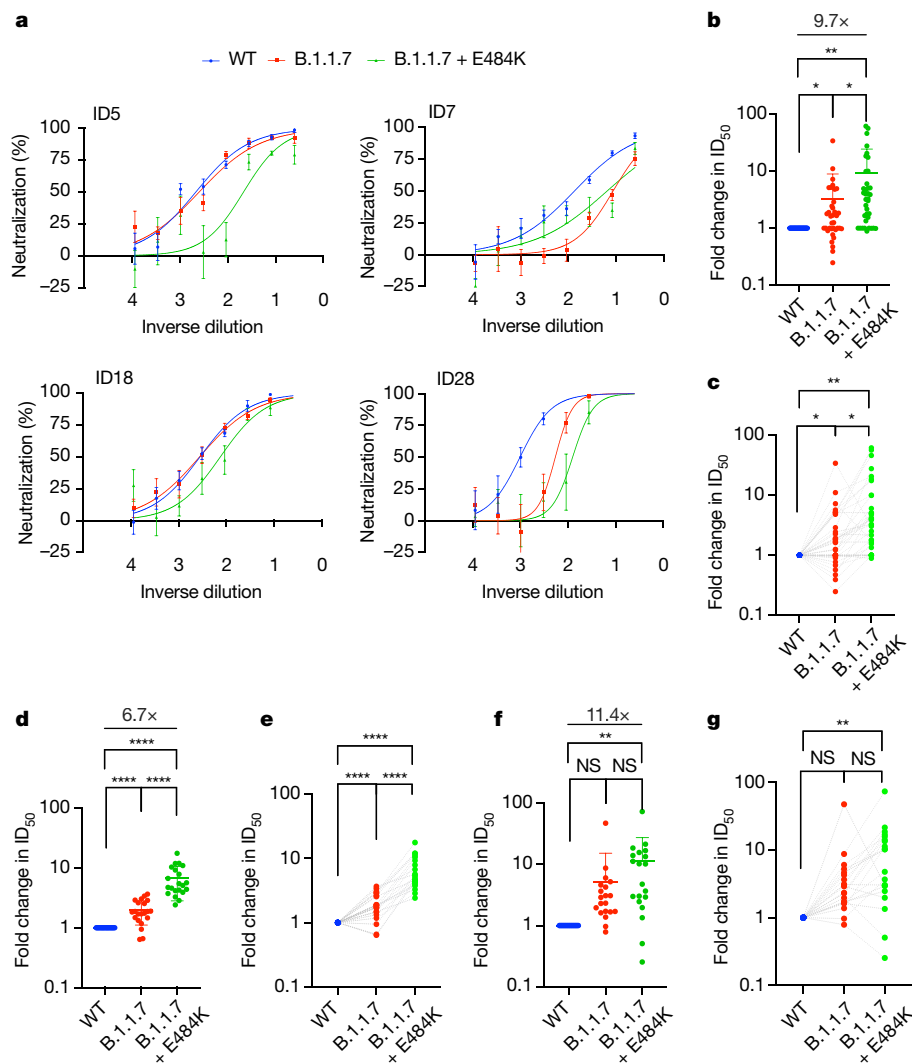 a
WT B.1.1.7 B.1.1.7 + E484K
ID5
Neutralization (%)
100
75
50
25
0
–25
4 3 2 1 0
Inverse dilution
ID7
Neutralization (%)
100
75
50
25
0
–25
4 3 2 1 0
Inverse dilution
ID18
Neutralization (%)
100
75
50
25
0
–25
4 3 2 1 0
Inverse dilution
ID28
Neutralization (%)
100
75
50
25
0
–25
4 3 2 1 0
Inverse dilution
b
9.7×
**
* *
Fold change in ID50
100
10
1
0.1
WT
B.1.1.7
B.1.1.7
+ E484K
c
**
* *
Fold change in ID50
100
10
1
0.1
WT
B.1.1.7
B.1.1.7
+ E484K
d
6.7×
****
**** ****
Fold change in ID50
100
10
1
0.1
WT
B.1.1.7
B.1.1.7
+ E484K
e
****
**** ****
Fold change in ID50
100
10
1
0.1
WT
B.1.1.7
B.1.1.7
+ E484K
f
11.4×
**
NS NS
Fold change in ID50
100
10
1
0.1
WT
B.1.1.7
B.1.1.7
+ E484K
g
**
NS NS
Fold change in ID50
100
10
1
0.1
WT
B.1.1.7
B.1.1.7
+ E484K